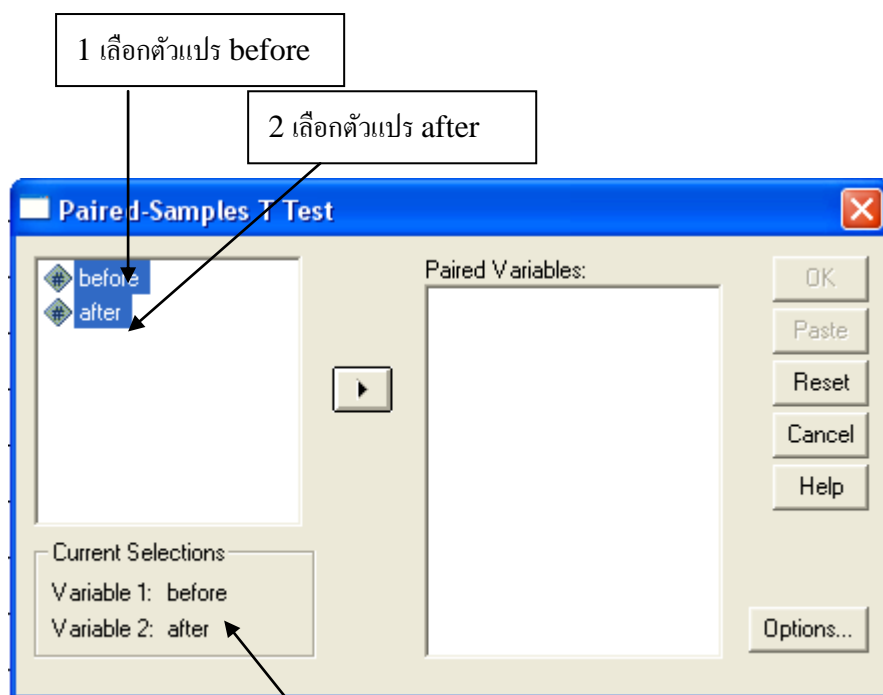 1 เลือกตัวแปร before
2 เลือกตัวแปร after
Paired-Samples T Test
before
after
Paired Variables:
OK
Paste
Reset
Cancel
Help
Current Selections
Variable 1: before
Variable 2: after
Options...